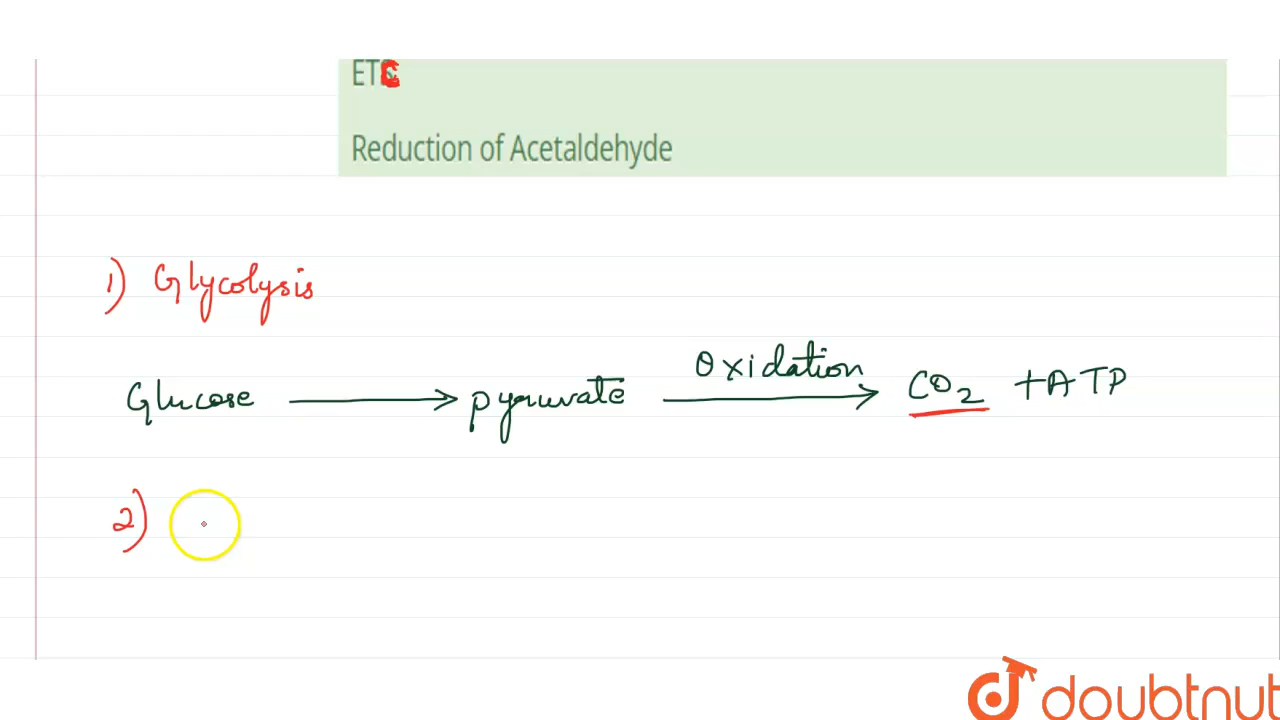 ETC
Reduction of Acetaldehyde
1) Glycolysis
Glucose → pyruvate Oxidation → CO2 + ATP
2)
doubtnut